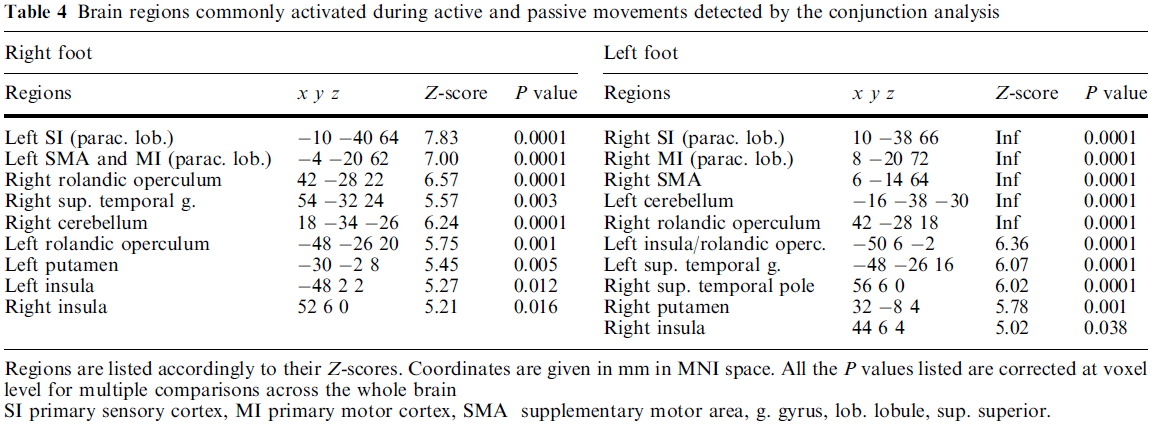 Table 4 Brain regions commonly activated during active and passive movements detected by the conjunction analysis
Right foot Left foot
Regions x y z Z-score P value Regions x y z Z-score P value
Left SI (parac. lob.) −10 −40 64 7.83 0.0001 Right SI (parac. lob.) 10 −38 66 Inf 0.0001
Left SMA and MI (parac. lob.) −4 −20 62 7.00 0.0001 Right MI (parac. lob.) 8 −20 72 Inf 0.0001
Right rolandic operculum 42 −28 22 6.57 0.0001 Right SMA 6 −14 64 Inf 0.0001
Right sup. temporal g. 54 −32 24 5.57 0.003 Left cerebellum −16 −38 −30 Inf 0.0001
Right cerebellum 18 −34 −26 6.24 0.0001 Right rolandic operculum 42 −28 18 Inf 0.0001
Left rolandic operculum −48 −26 20 5.75 0.001 Left insula/rolandic operc. −50 6 −2 6.36 0.0001
Left putamen −30 −2 8 5.45 0.005 Left sup. temporal g. −48 −26 16 6.07 0.0001
Left insula −48 2 2 5.27 0.012 Right sup. temporal pole 56 6 0 6.02 0.0001
Right insula 52 6 0 5.21 0.016 Right putamen 32 −8 4 5.78 0.001
Right insula 44 6 4 5.02 0.038
Regions are listed accordingly to their Z-scores. Coordinates are given in mm in MNI space. All the P values listed are corrected at voxel
level for multiple comparisons across the whole brain
SI primary sensory cortex, MI primary motor cortex, SMA supplementary motor area, g. gyrus, lob. lobule, sup. superior.